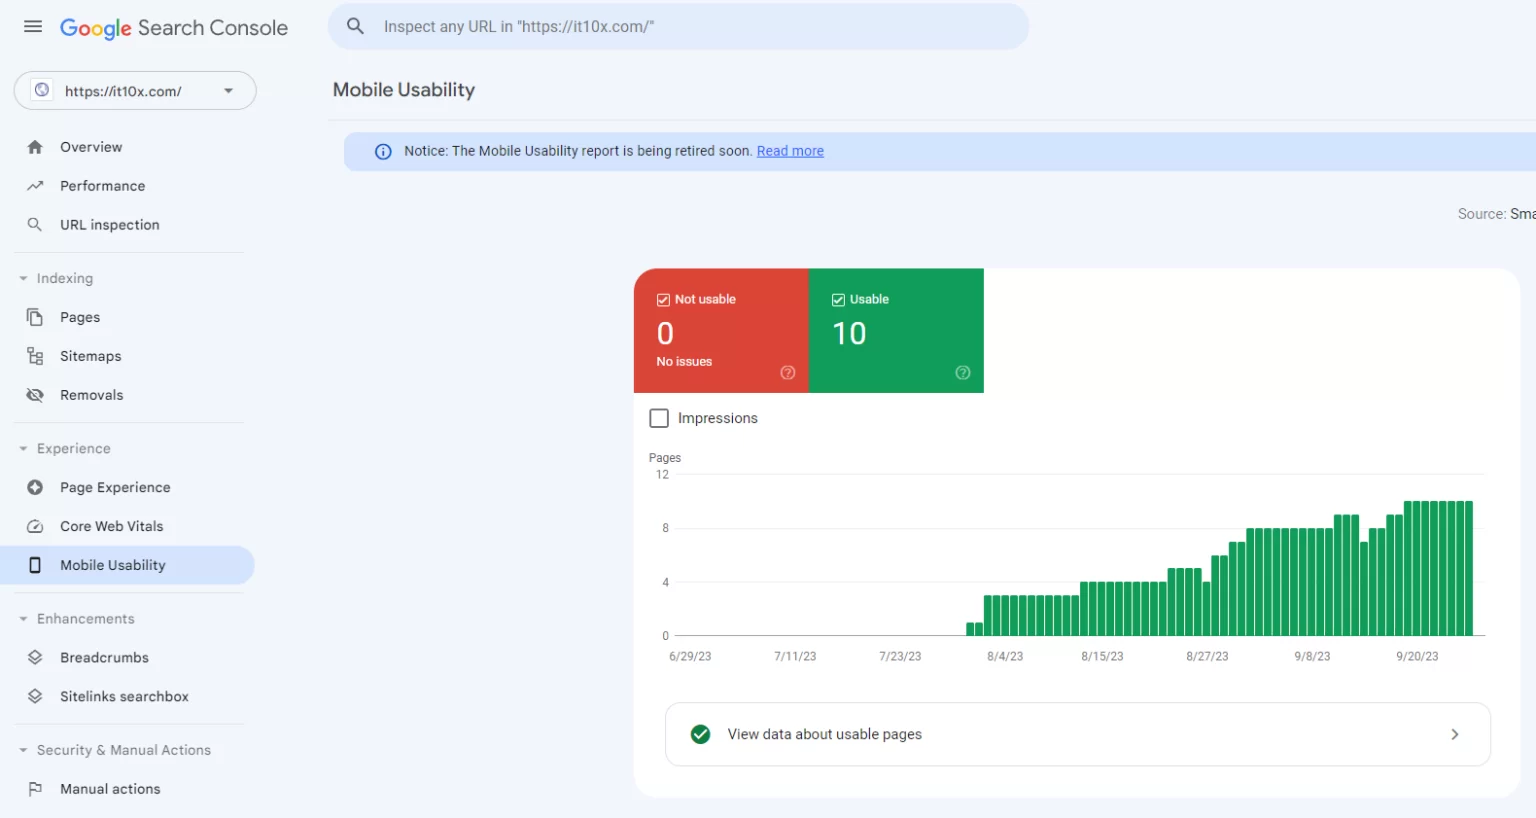 Google Search Console
Inspect any URL in "https://it10x.com/"
https://it10x.com/
Overview
Performance
URL inspection
Indexing
Pages
Sitemaps
Removals
Experience
Page Experience
Core Web Vitals
Mobile Usability
Enhancements
Breadcrumbs
Sitelinks searchbox
Security & Manual Actions
Manual actions
Mobile Usability
Notice: The Mobile Usability report is being retired soon. Read more
Source: Sma
Not usable
0
No issues
Usable
10
Impressions
Pages
12
8
4
0
6/29/23 7/11/23 7/23/23 8/4/23 8/15/23 8/27/23 9/8/23 9/20/23
View data about usable pages